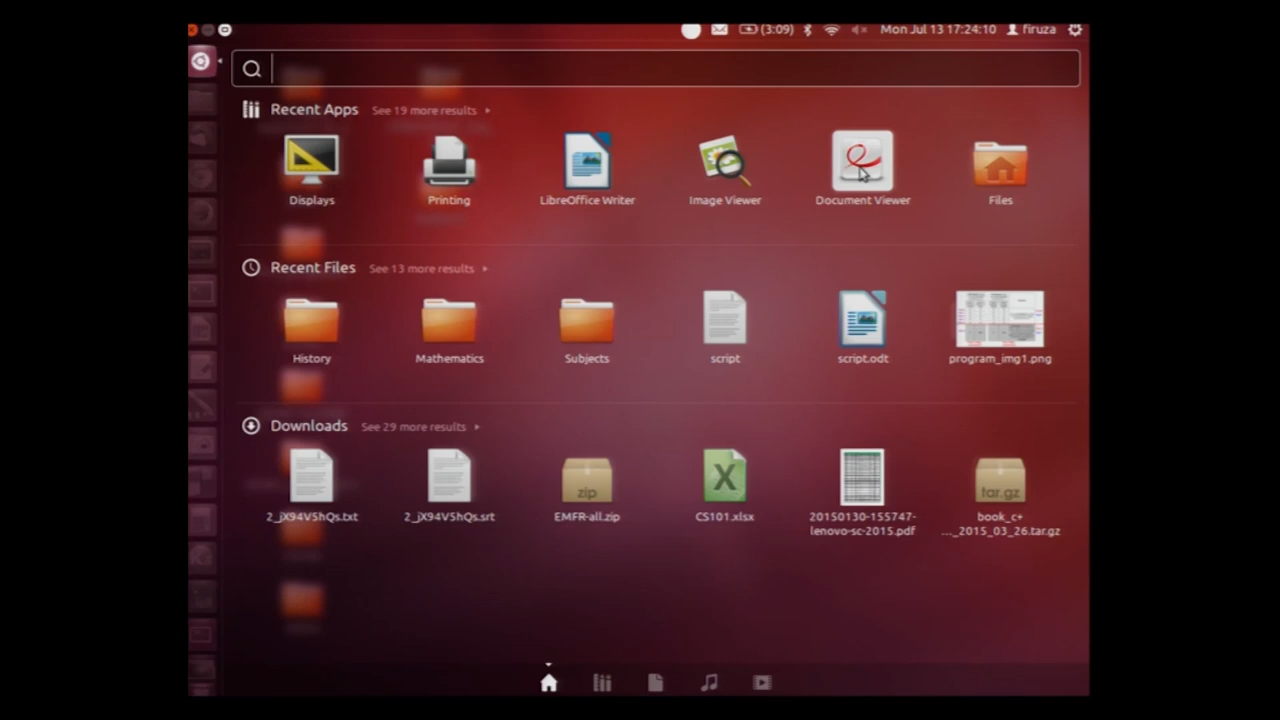 (3:09) Mon Jul 13 17:24:10 firuza
Recent Apps See 19 more results
Displays Printing LibreOffice Writer Image Viewer Document Viewer Files
Recent Files See 13 more results
History Mathematics Subjects script script.odt program_img1.png
Downloads See 29 more results
zip X tar.gz
2_jX94V5hQs.txt 2_jX94V5hQs.srt EMFR-all.zip CS101.xlsx 20150130-155747- book_c+
lenovo-sc-2015.pdf ..._2015_03_26.tar.gz